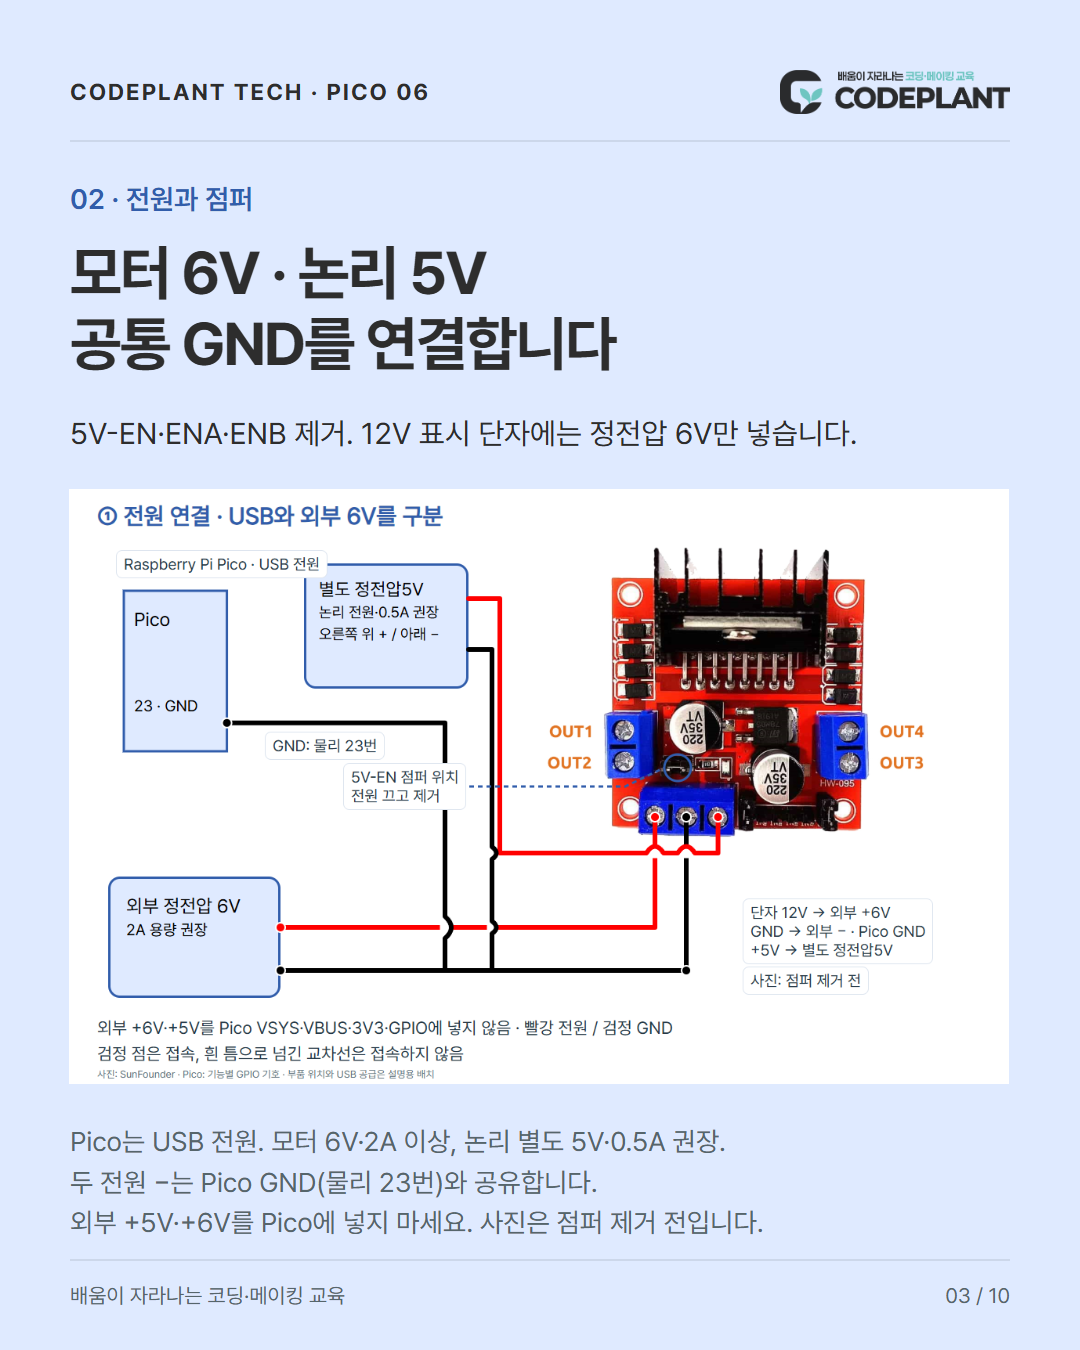 CODEPLANT TECH · PICO 06
배움이 자라나는 코딩·메이킹 교육
CODEPLANT
02 · 전원과 점퍼
모터 6V · 논리 5V
공통 GND를 연결합니다
5V-EN·ENA·ENB 제거. 12V 표시 단자에는 정전압 6V만 넣습니다.
① 전원 연결 · USB와 외부 6V를 구분
Raspberry Pi Pico · USB 전원
Pico
23 · GND
별도 정전압5V
논리 전원·0.5A 권장
오른쪽 위 + / 아래 −
GND: 물리 23번
5V-EN 점퍼 위치
전원 끄고 제거
OUT1
OUT2
OUT4
OUT3
220
35V
VT
220
35V
VT
HW-095
외부 정전압 6V
2A 용량 권장
단자 12V → 외부 +6V
GND → 외부 − · Pico GND
+5V → 별도 정전압5V
사진: 점퍼 제거 전
외부 +6V·+5V를 Pico VSYS·VBUS·3V3·GPIO에 넣지 않음 · 빨강 전원 / 검정 GND
검정 점은 접속, 흰 틈으로 넘긴 교차선은 접속하지 않음
사진: SunFounder · Pico: 기능별 GPIO 기호 · 부품 위치와 USB 공급은 설명용 배치
Pico는 USB 전원. 모터 6V·2A 이상, 논리 별도 5V·0.5A 권장.
두 전원 −는 Pico GND(물리 23번)와 공유합니다.
외부 +5V·+6V를 Pico에 넣지 마세요. 사진은 점퍼 제거 전입니다.
배움이 자라나는 코딩·메이킹 교육
03 / 10